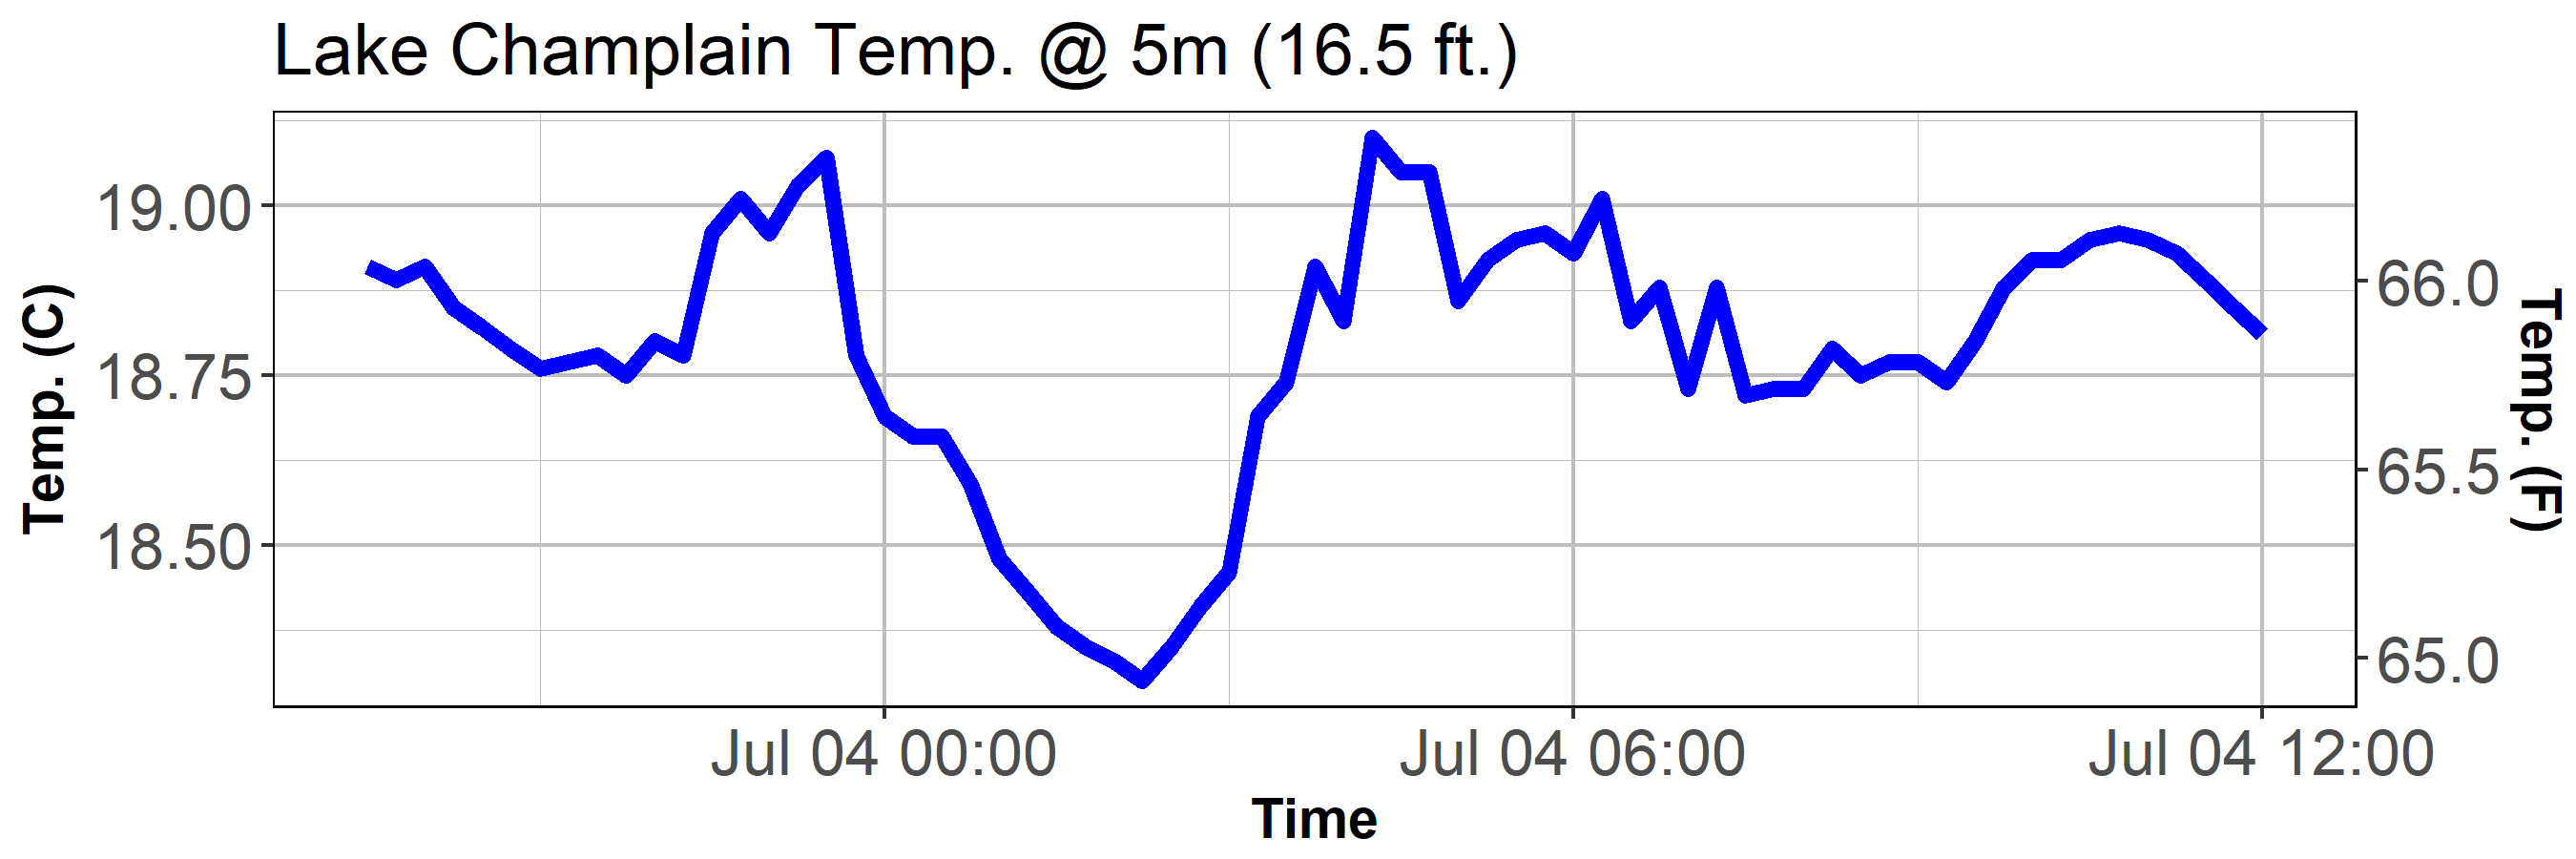 Lake Champlain Temp. @ 5m (16.5 ft.)
Temp. (C)
19.00
18.75
18.50
66.0
65.5
65.0
Temp. (F)
Jul 04 00:00
Jul 04 06:00
Jul 04 12:00
Time